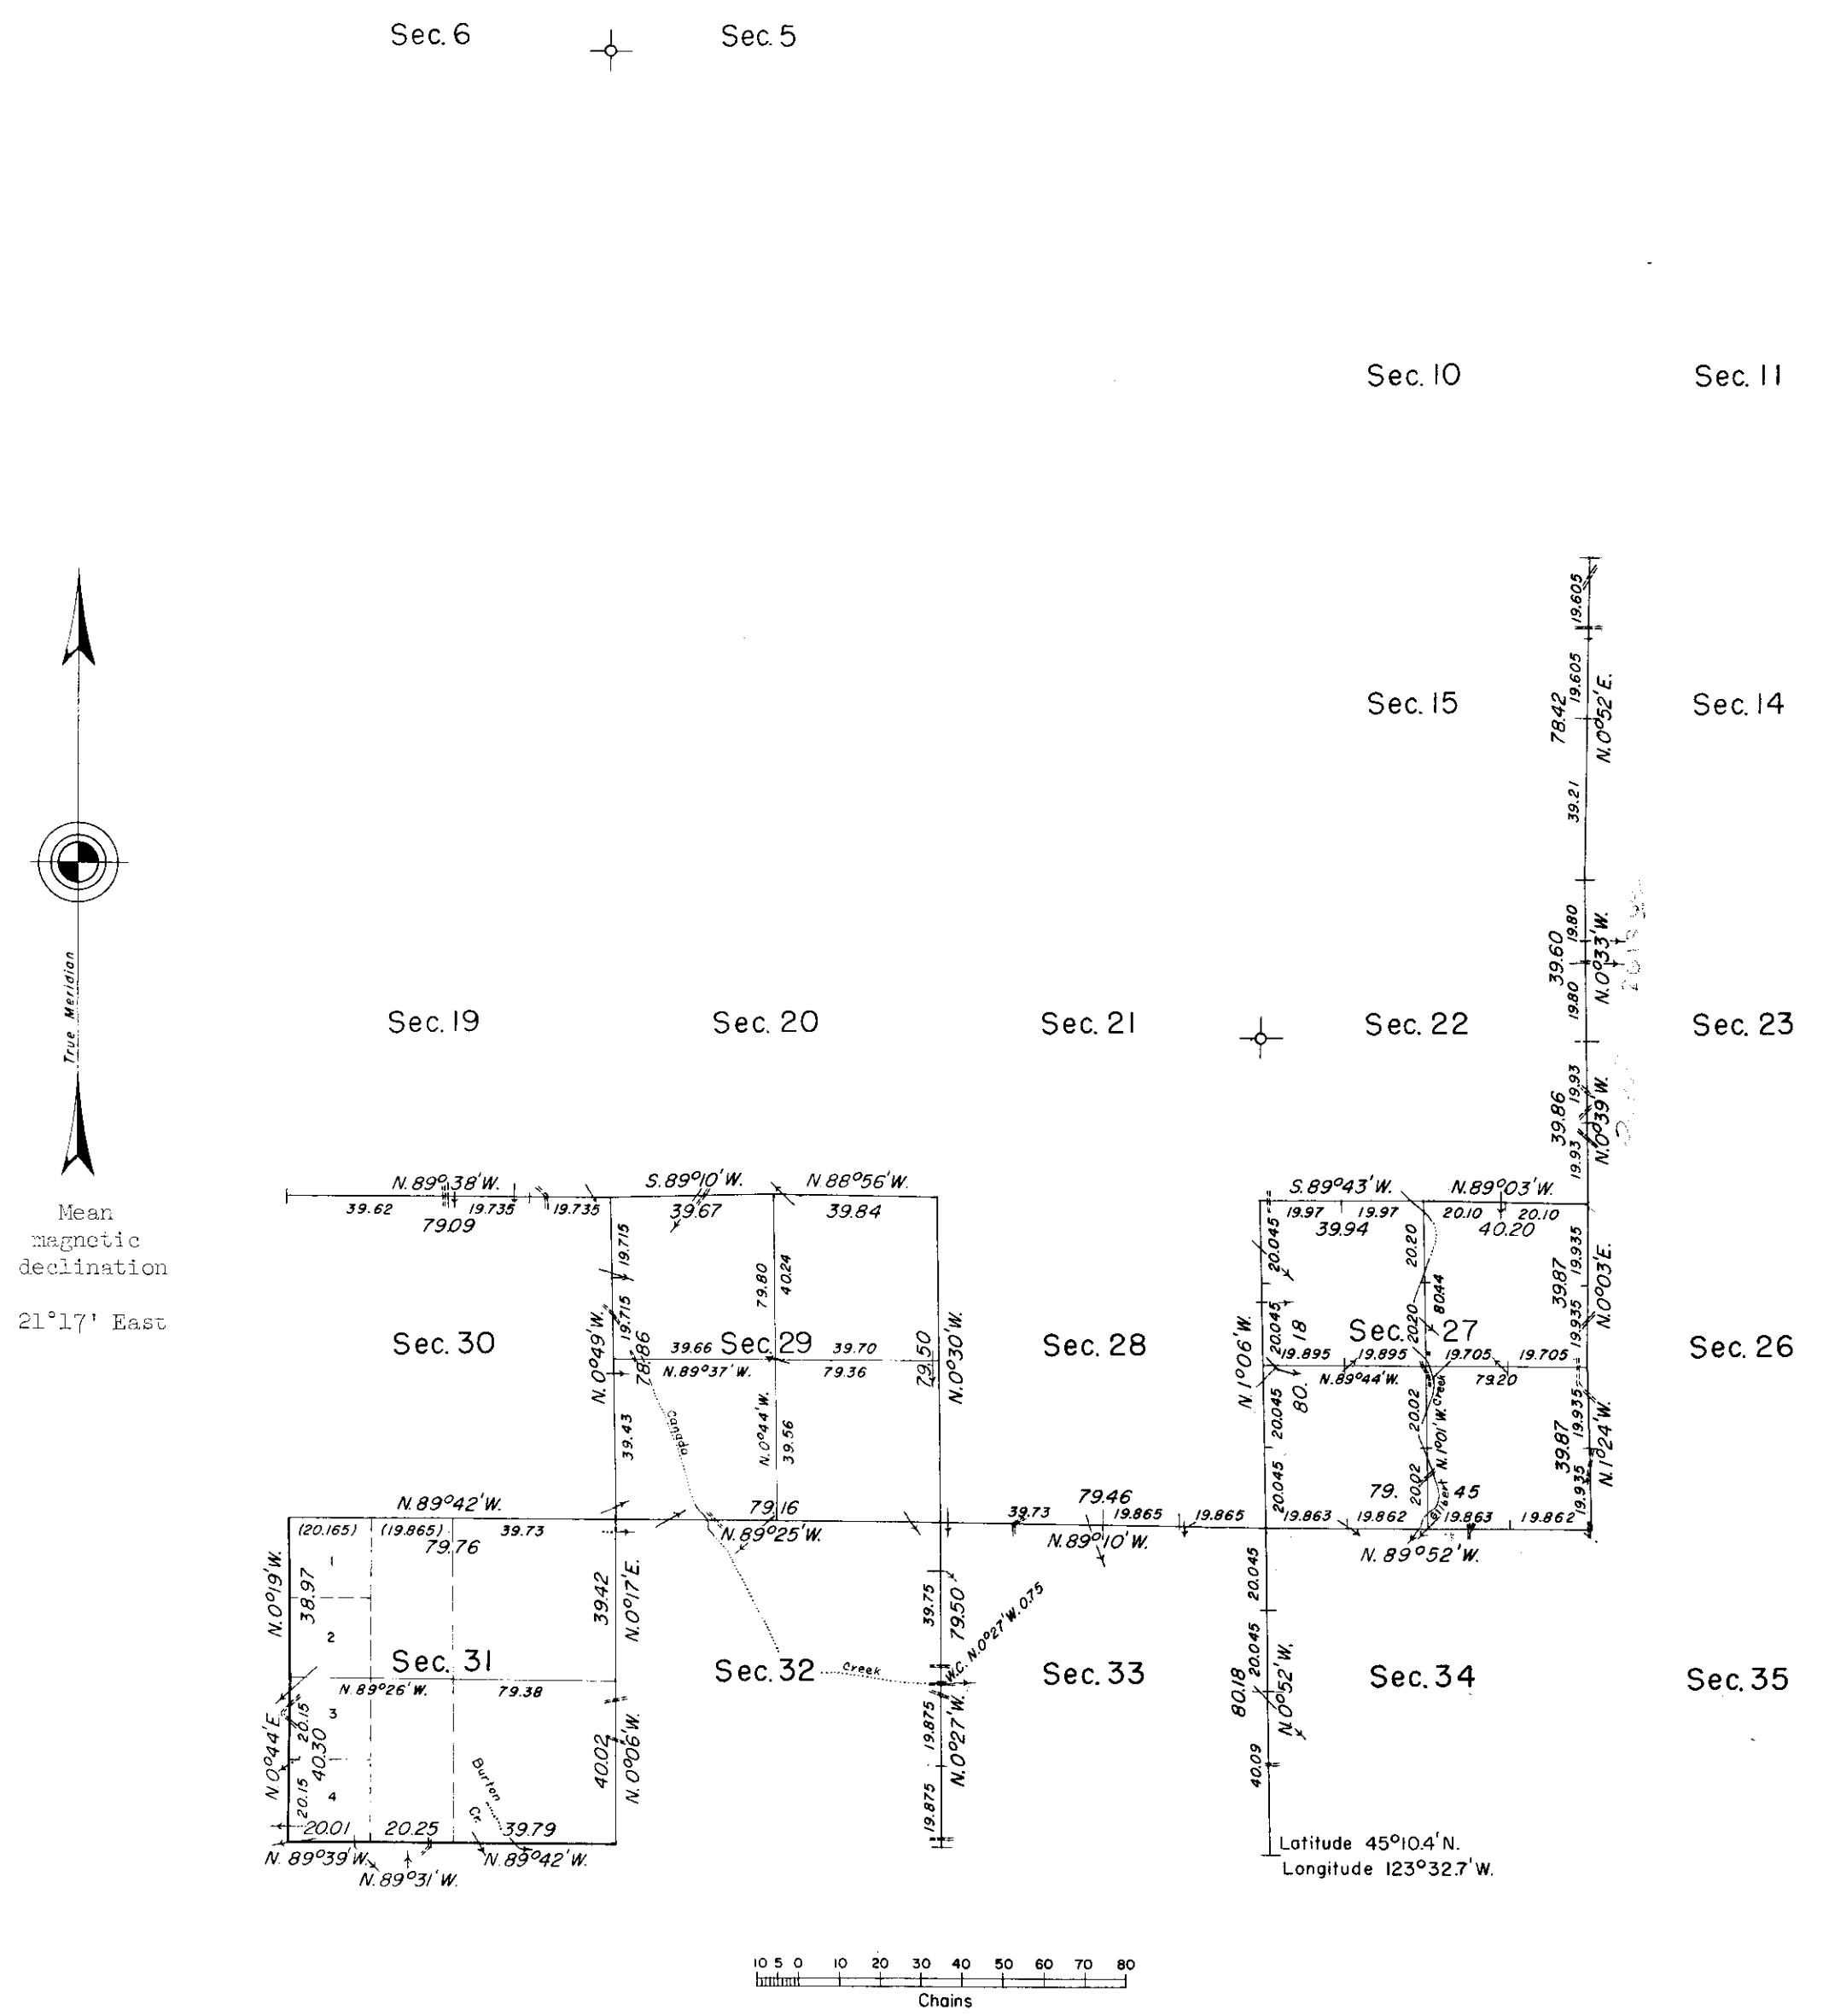 Sec. 6 Sec. 5
Sec. 10 Sec. 11
19.605
19.605
Sec. 15 78.42 N.0°52'E. Sec. 14
39.21
True Meridian
19.80
39.60 N.0°33'W.
19.80
Sec. 19 Sec. 20 Sec. 21 Sec. 22 Sec. 23
19.93
39.86 N.0°39'W.
19.93
Mean
magnetic
declination
21°17' East
N.89°38'W. S.89°10'W. N.88°56'W. S.89°43'W. N.89°03'W.
39.62 19.735 19.735 39.67 39.84 19.97 19.97 20.10 20.10
79.09 39.94 40.20
19.715 79.80 40.24 20.045 20.20 80.44 19.935 39.87 N.0°03'E.
19.715 20.045 20.20 19.935
Sec. 30 N.0°49'W. 78.86 39.66 Sec. 29 39.70 79.50 N.0°30'W. Sec. 28 N.1°06'W. 80.18 Sec. 27 Sec. 26
N.89°37'W. 79.36 19.895 19.895 19.705 19.705
N.89°44'W. 79.20
39.43 Canada N.0°44'W. 39.56 20.045 20.02 N.1°01'W. Creek 19.935 39.87 N.1°24'W.
20.045 20.02 Gilbert 19.935
N.89°42'W. 79.16 79.46 79.45
(20.165) (19.865) 39.73 39.73 19.865 19.865 19.863 19.862 19.863 19.862
79.76 N.89°25'W. N.89°10'W. N.89°52'W.
N.0°19'W. 38.97 1 39.42 N.0°17'E. 39.75 79.50 20.045
2 W.C. N.0°27'W. 0.75 20.045
Sec. 31 Sec. 32 Creek Sec. 33 80.18 N.0°52'W. Sec. 34 Sec. 35
N.89°26'W. 79.38
N.0°44'E. 20.15 3 40.30 40.02 N.0°06'W. 19.875 N.0°27'W. 40.09
20.15 4 Burton Cr. 19.875
20.01 20.25 39.79
N.89°39'W. N.89°31'W. N.89°42'W.
Latitude 45°10.4'N.
Longitude 123°32.7'W.
10 5 0 10 20 30 40 50 60 70 80
Chains